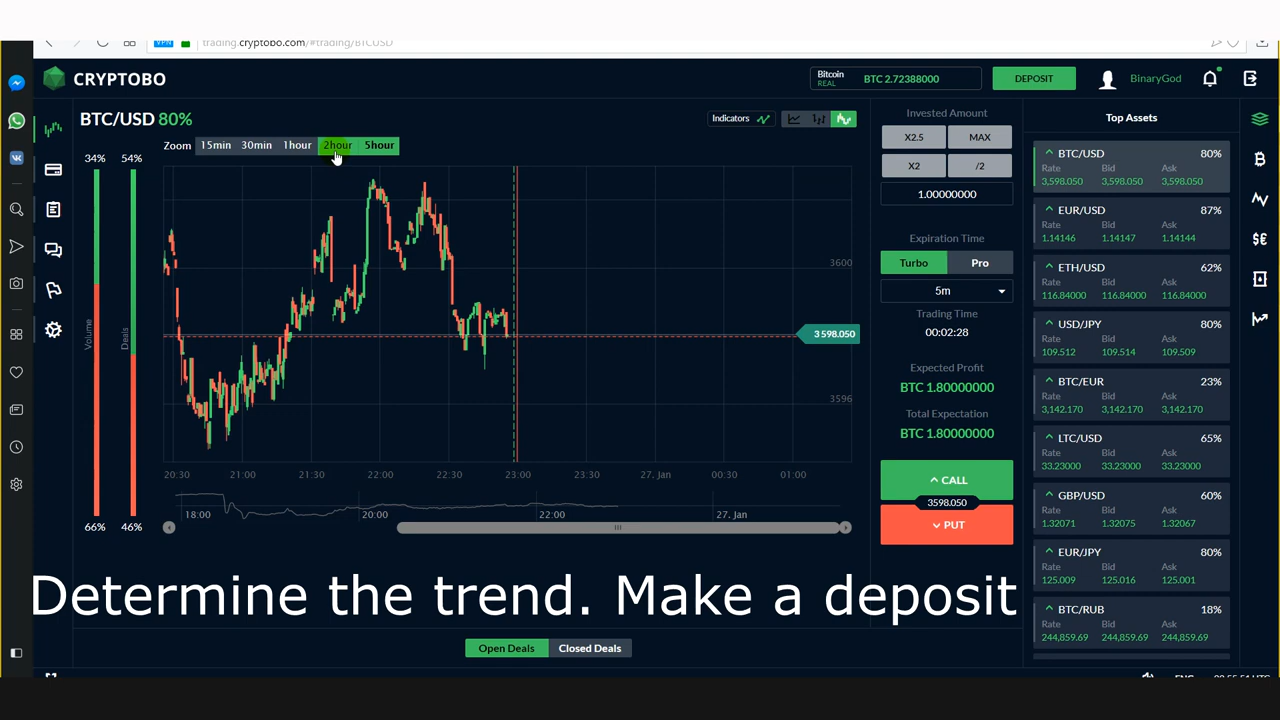 VPN trading.cryptobo.com/#trading/BTCUSD
CRYPTOBO
Bitcoin
REAL
BTC 2.72388000
DEPOSIT
BinaryGod
BTC/USD 80%
Indicators
Zoom 15min 30min 1hour 2hour 5hour
34% 54%
Volume
Deals
66% 46%
3600
3 598.050
3596
20:30 21:00 21:30 22:00 22:30 23:00 23:30 27. Jan 00:30 01:00
18:00 20:00 22:00 27. Jan
Invested Amount
X2.5 MAX
X2 /2
1.00000000
Expiration Time
Turbo Pro
5m
Trading Time
00:02:28
Expected Profit
BTC 1.80000000
Total Expectation
BTC 1.80000000
CALL
3598.050
PUT
Top Assets
BTC/USD 80%
Rate Bid Ask
3,598.050 3,598.050 3,598.050
EUR/USD 87%
Rate Bid Ask
1.14146 1.14147 1.14144
ETH/USD 62%
Rate Bid Ask
116.84000 116.84000 116.84000
USD/JPY 80%
Rate Bid Ask
109.512 109.514 109.509
BTC/EUR 23%
Rate Bid Ask
3,142.170 3,142.170 3,142.170
LTC/USD 65%
Rate Bid Ask
33.23000 33.23000 33.23000
GBP/USD 60%
Rate Bid Ask
1.32071 1.32075 1.32067
EUR/JPY 80%
Rate Bid Ask
125.009 125.016 125.001
BTC/RUB 18%
Rate Bid Ask
244,859.69 244,859.69 244,859.69
Determine the trend. Make a deposit
Open Deals Closed Deals